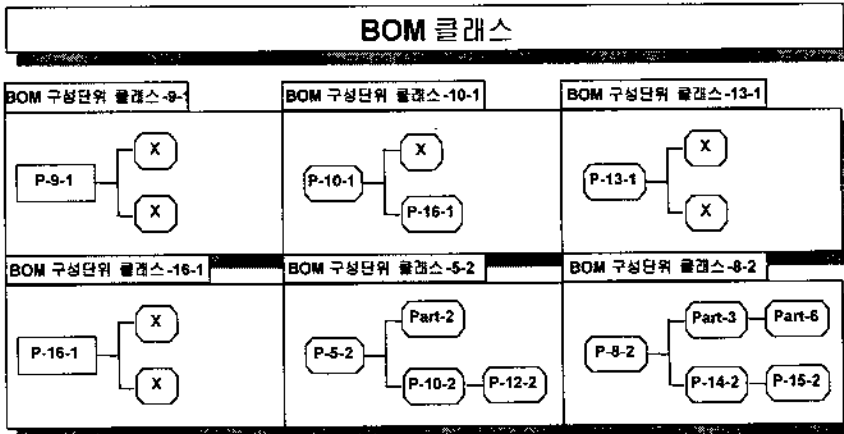 BOM 클래스
BOM 구성단위 클래스-9-1
BOM 구성단위 클래스-10-1
BOM 구성단위 클래스-13-1
P-9-1
X
X
P-10-1
X
P-16-1
P-13-1
X
X
BOM 구성단위 클래스-16-1
BOM 구성단위 클래스-5-2
BOM 구성단위 클래스-8-2
P-16-1
X
X
P-5-2
Part-2
P-10-2
P-12-2
P-8-2
Part-3
Part-6
P-14-2
P-15-2